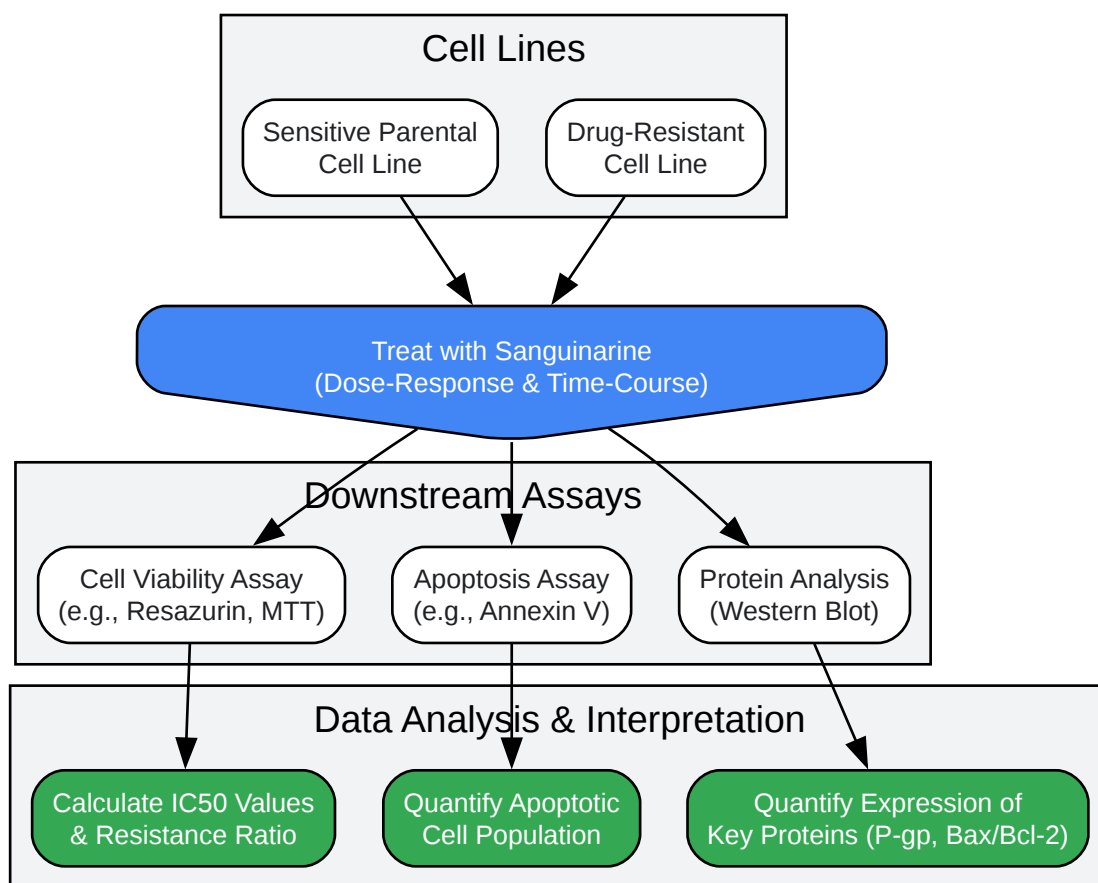 Cell Lines
Sensitive Parental
Cell Line
Drug-Resistant
Cell Line
Treat with Sanguinarine
(Dose-Response & Time-Course)
Downstream Assays
Cell Viability Assay
(e.g., Resazurin, MTT)
Apoptosis Assay
(e.g., Annexin V)
Protein Analysis
(Western Blot)
Data Analysis & Interpretation
Calculate IC50 Values
& Resistance Ratio
Quantify Apoptotic
Cell Population
Quantify Expression of
Key Proteins (P-gp, Bax/Bcl-2)